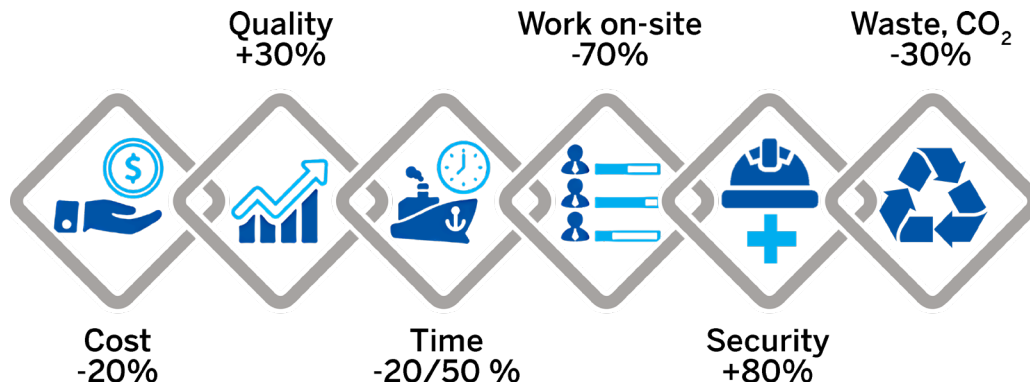 Quality
+30%
Work on-site
-70%
Waste, CO₂
-30%
$
Cost
-20%
Time
-20/50 %
Security
+80%